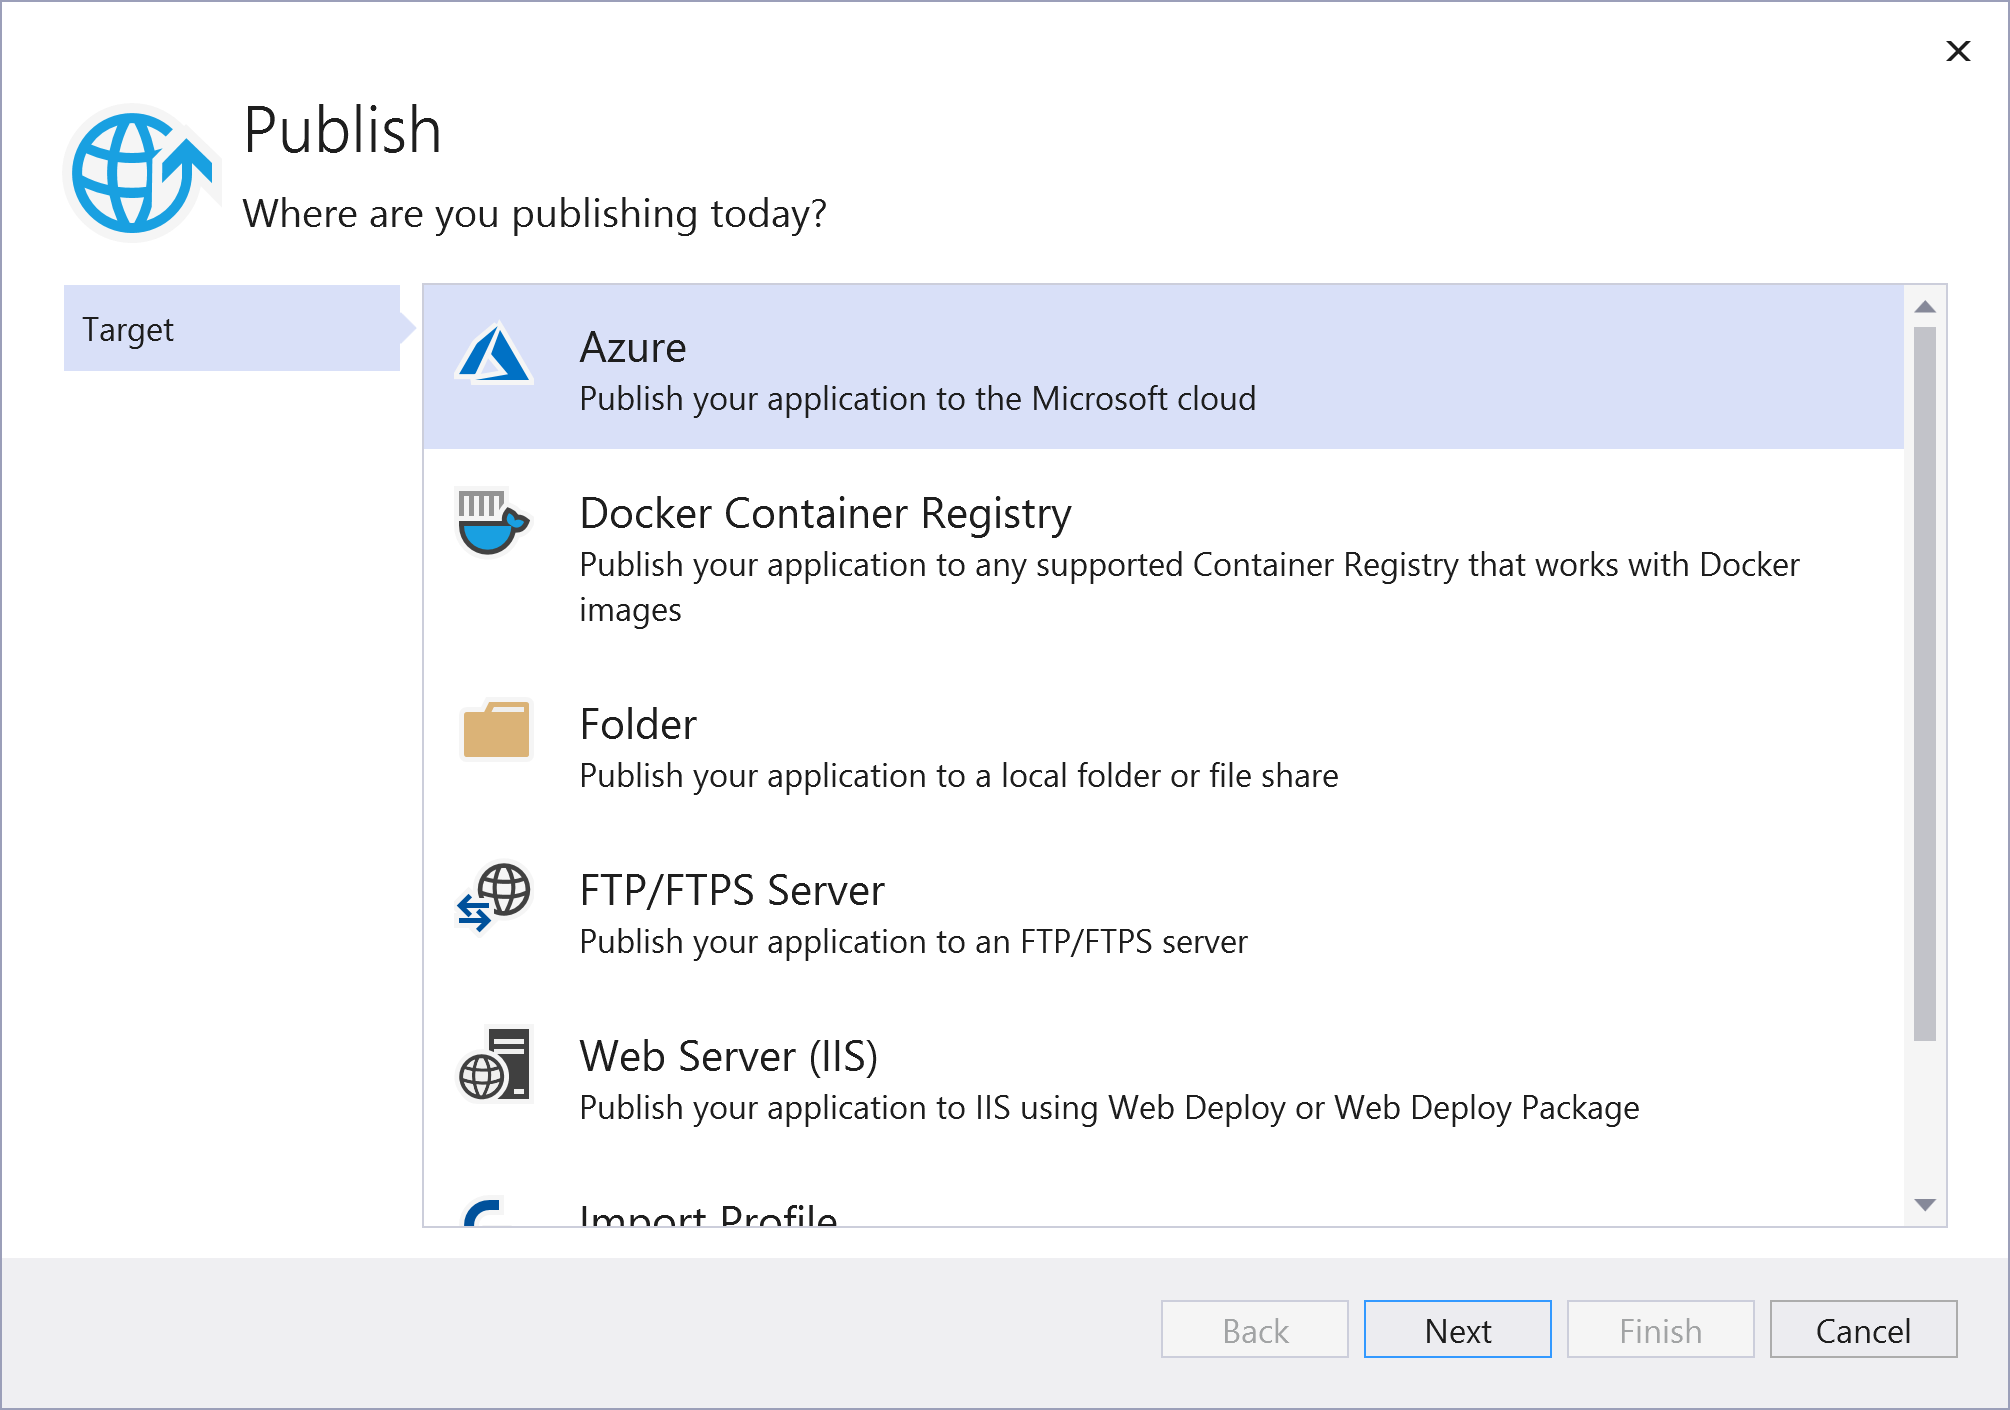 Publish
Where are you publishing today?
Target
Azure
Publish your application to the Microsoft cloud
Docker Container Registry
Publish your application to any supported Container Registry that works with Docker
images
Folder
Publish your application to a local folder or file share
FTP/FTPS Server
Publish your application to an FTP/FTPS server
Web Server (IIS)
Publish your application to IIS using Web Deploy or Web Deploy Package
Import Profile
Back
Next
Finish
Cancel